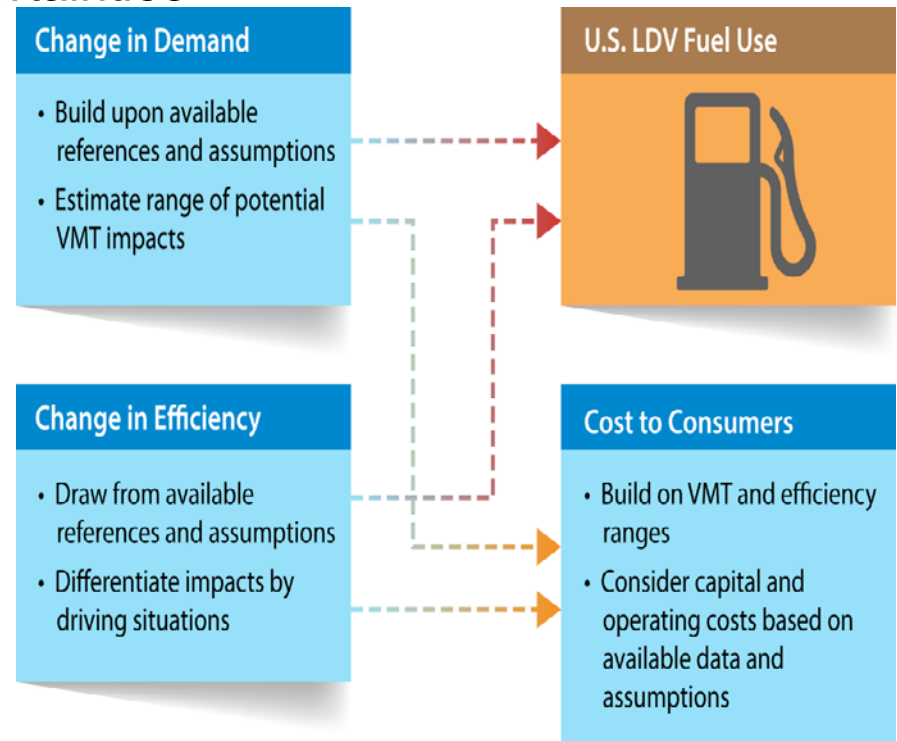 Change in Demand
• Build upon available
references and assumptions
• Estimate range of potential
VMT impacts
U.S. LDV Fuel Use
Change in Efficiency
• Draw from available
references and assumptions
• Differentiate impacts by
driving situations
Cost to Consumers
• Build on VMT and efficiency
ranges
• Consider capital and
operating costs based on
available data and
assumptions